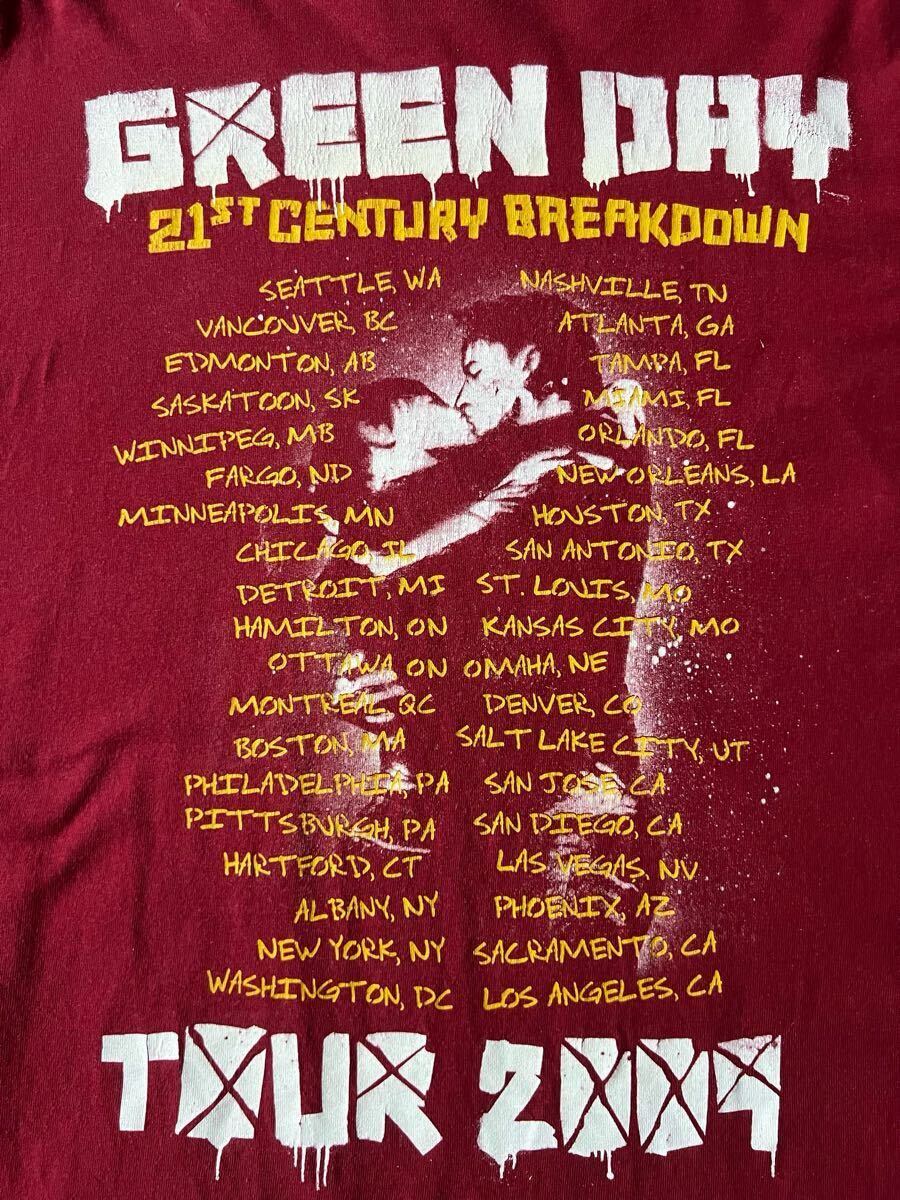 GREEN DAY
21ST CENTURY BREAKDOWN
SEATTLE, WA
VANCOUVER, BC
EDMONTON, AB
SASKATOON, SK
WINNIPEG, MB
FARGO, ND
MINNEAPOLIS, MN
CHICAGO, IL
DETROIT, MI
HAMILTON, ON
OTTAWA ON
MONTREAL, QC
BOSTON, MA
PHILADELPHIA, PA
PITTSBURGH, PA
HARTFORD, CT
ALBANY, NY
NEW YORK, NY
WASHINGTON, DC
NASHVILLE, TN
ATLANTA, GA
TAMPA, FL
MIAMI, FL
ORLANDO, FL
NEW ORLEANS, LA
HOUSTON, TX
SAN ANTONIO, TX
ST. LOUIS, MO
KANSAS CITY, MO
OMAHA, NE
DENVER, CO
SALT LAKE CITY, UT
SAN JOSE, CA
SAN DIEGO, CA
LAS VEGAS, NV
PHOENIX, AZ
SACRAMENTO, CA
LOS ANGELES, CA
TOUR 2009